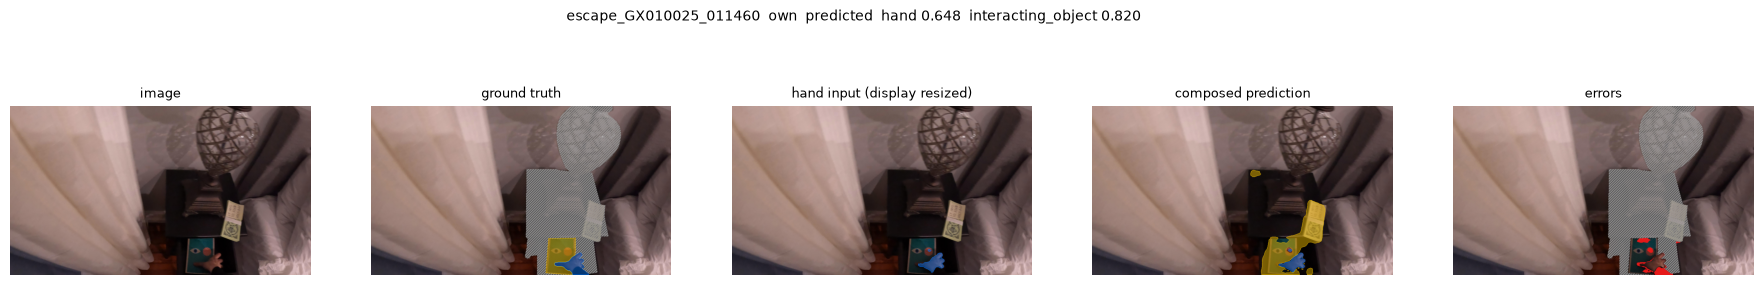 escape_GX010025_011460  own  predicted  hand 0.648  interacting_object 0.820
image
ground truth
hand input (display resized)
composed prediction
errors